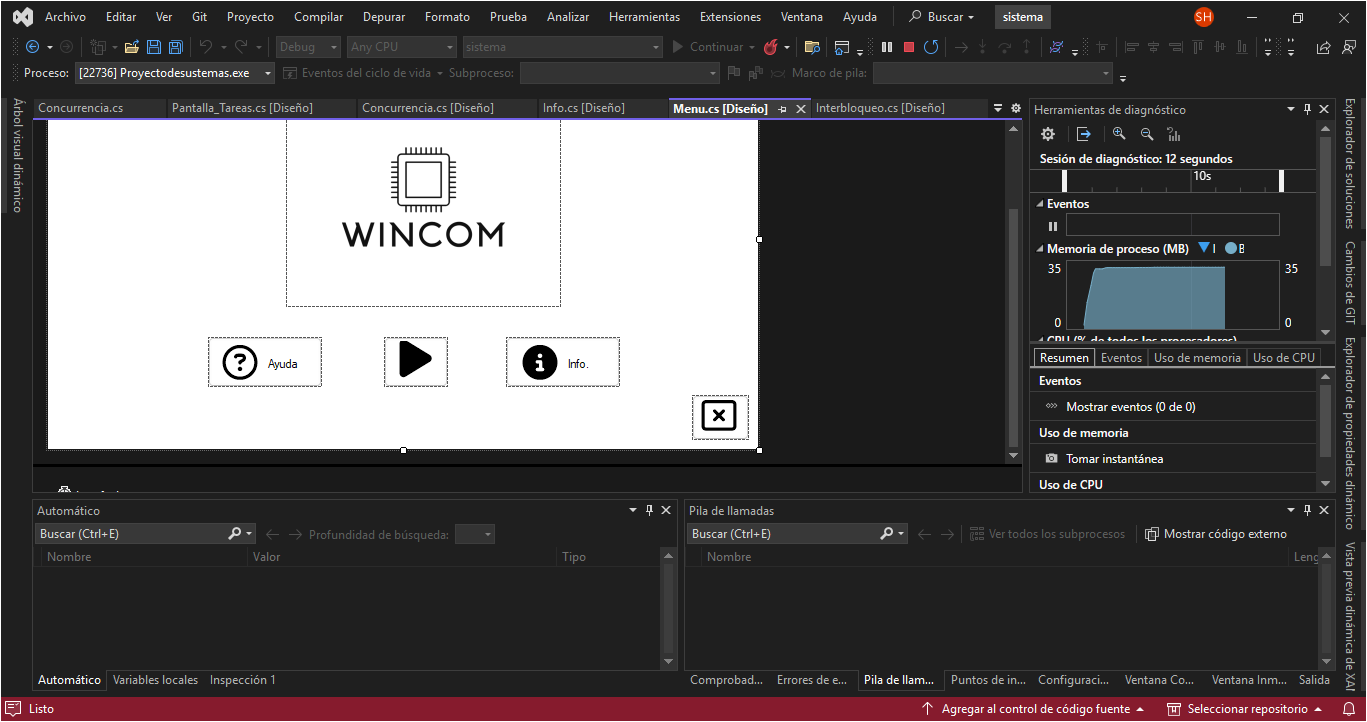 Archivo Editar Ver Git Proyecto Compilar Depurar Formato Prueba Analizar Herramientas Extensiones Ventana Ayuda Buscar sistema SH
Debug Any CPU sistema Continuar
Proceso: [22736] Proyectodesustemas.exe Eventos del ciclo de vida Subproceso: Marco de pila:
Árbol visual dinámico
Concurrencia.cs Pantalla_Tareas.cs [Diseño] Concurrencia.cs [Diseño] Info.cs [Diseño] Menu.cs [Diseño] Interbloqueo.cs [Diseño]
WINCOM
Ayuda
Info.
Herramientas de diagnóstico
Sesión de diagnóstico: 12 segundos
10s
Eventos
Memoria de proceso (MB) I B
35 35
0 0
CPU (% de todos los procesadores)
Resumen Eventos Uso de memoria Uso de CPU
Eventos
Mostrar eventos (0 de 0)
Uso de memoria
Tomar instantánea
Uso de CPU
Explorador de soluciones
Cambios de GIT
Explorador de propiedades dinámico
Vista previa dinámica de XAM
Automático
Buscar (Ctrl+E) Profundidad de búsqueda:
Nombre Valor Tipo
Automático Variables locales Inspección 1
Pila de llamadas
Buscar (Ctrl+E) Ver todos los subprocesos Mostrar código externo
Nombre Leng
Comprobad... Errores de e... Pila de llam... Puntos de in... Configuraci... Ventana Co... Ventana Inm... Salida
Listo Agregar al control de código fuente Seleccionar repositorio